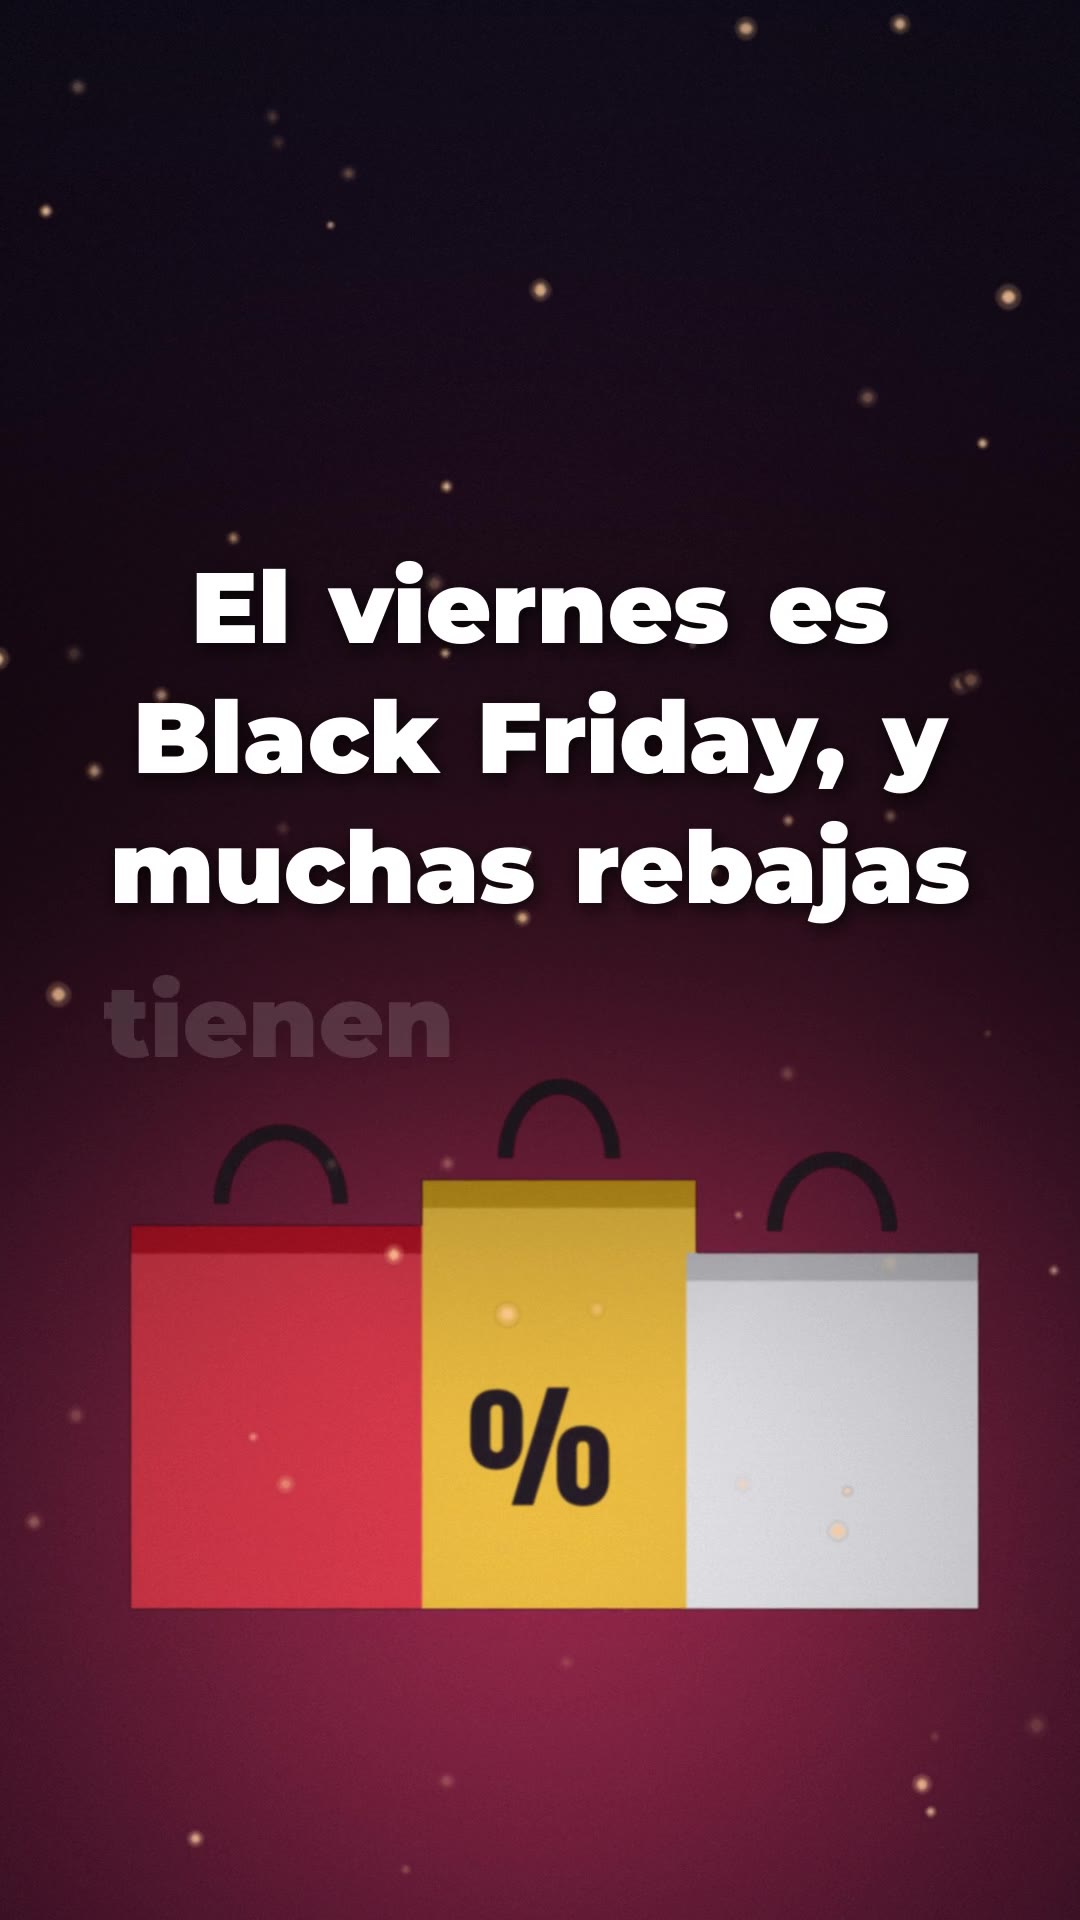 El viernes es
Black Friday, y
muchas rebajas
tienen
%